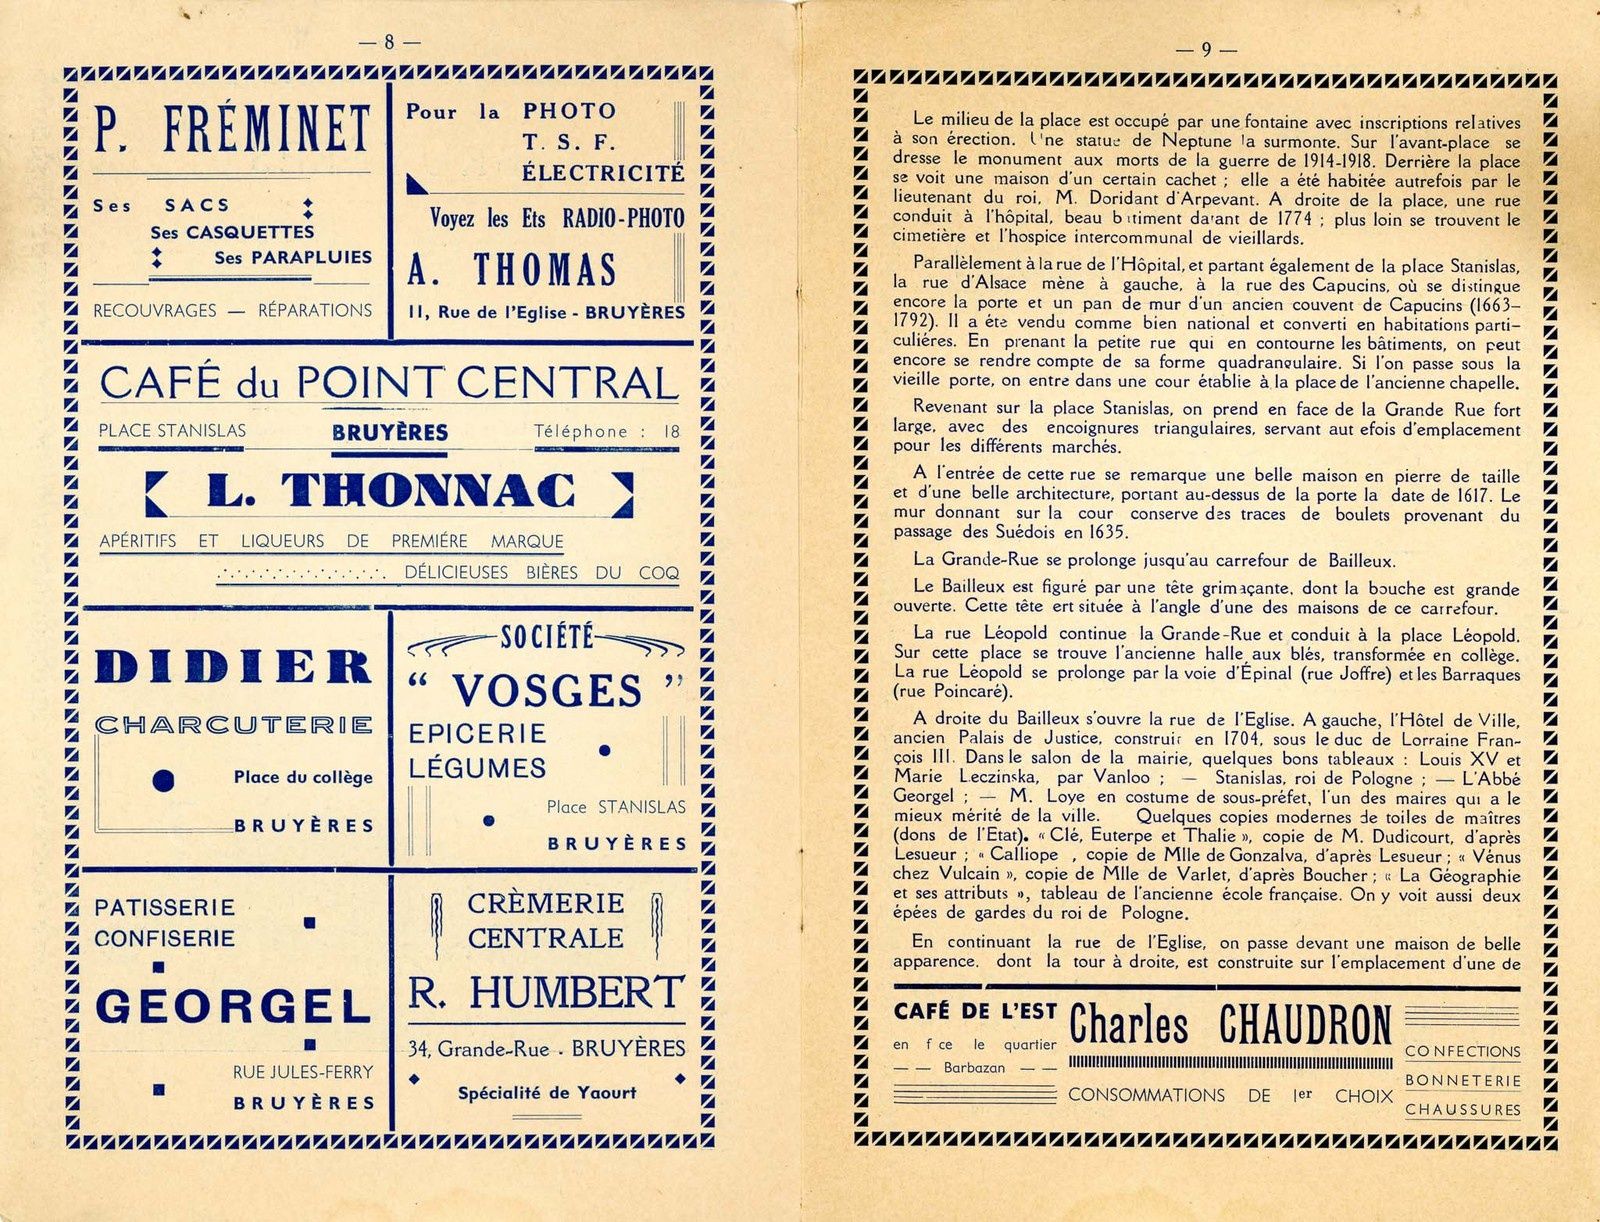 — 8 —
P. FRÉMINET
Ses SACS
Ses CASQUETTES
Ses PARAPLUIES
RECOUVRAGES — RÉPARATIONS
Pour la PHOTO
T. S. F.
ÉLECTRICITÉ
Voyez les Ets RADIO-PHOTO
A. THOMAS
11, Rue de l'Eglise - BRUYÈRES
CAFÉ du POINT CENTRAL
PLACE STANISLAS BRUYÈRES Téléphone : 18
L. THONNAC
APÉRITIFS ET LIQUEURS DE PREMIÉRE MARQUE
DÉLICIEUSES BIÈRES DU COQ
DIDIER
CHARCUTERIE
Place du collège
BRUYÈRES
SOCIÉTÉ
“ VOSGES ”
EPICERIE
LÉGUMES
Place STANISLAS
BRUYÈRES
PATISSERIE
CONFISERIE
GEORGEL
RUE JULES-FERRY
BRUYÈRES
CRÈMERIE
CENTRALE
R. HUMBERT
34, Grande-Rue . BRUYÈRES
Spécialité de Yaourt
— 9 —
Le milieu de la place est occupé par une fontaine avec inscriptions relatives
à son érection. Une statue de Neptune la surmonte. Sur l'avant-place se
dresse le monument aux morts de la guerre de 1914-1918. Derrière la place
se voit une maison d'un certain cachet ; elle a été habitée autrefois par le
lieutenant du roi, M. Doridant d'Arpevant. A droite de la place, une rue
conduit à l'hôpital, beau b timent datant de 1774 ; plus loin se trouvent le
cimetière et l'hospice intercommunal de vieillards.
Parallèlement à la rue de l'Hôpital, et partant également de la place Stanislas,
la rue d'Alsace mène à gauche, à la rue des Capucins, où se distingue
encore la porte et un pan de mur d'un ancien couvent de Capucins (1663-
1792). Il a été vendu comme bien national et converti en habitations parti-
culiéres. En prenant la petite rue qui en contourne les bâtiments, on peut
encore se rendre compte de sa forme quadrangulaire. Si l'on passe sous la
vieille porte, on entre dans une cour établie à la place de l'ancienne chapelle.
Revenant sur la place Stanislas, on prend en face de la Grande Rue fort
large, avec des encoignures triangulaires, servant aut efois d'emplacement
pour les différents marchés.
A l'entrée de cette rue se remarque une belle maison en pierre de taille
et d'une belle architecture, portant au-dessus de la porte la date de 1617. Le
mur donnant sur la cour conserve des traces de boulets provenant du
passage des Suédois en 1635.
La Grande-Rue se prolonge jusqu'au carrefour de Bailleux.
Le Bailleux est figuré par une tête grimaçante, dont la bouche est grande
ouverte. Cette tête ert située à l'angle d'une des maisons de ce carrefour.
La rue Léopold continue la Grande-Rue et conduit à la place Léopold.
Sur cette place se trouve l'ancienne halle aux blés, transformée en collège.
La rue Léopold se prolonge par la voie d'Épinal (rue Joffre) et les Barraques
(rue Poincaré).
A droite du Bailleux s'ouvre la rue de l'Eglise. A gauche, l'Hôtel de Ville,
ancien Palais de Justice, construit en 1704, sous le duc de Lorraine Fran-
çois III. Dans le salon de la mairie, quelques bons tableaux : Louis XV et
Marie Leczinska, par Vanloo ; — Stanislas, roi de Pologne ; — L'Abbé
Georgel ; — M. Loye en costume de sous-préfet, l'un des maires qui a le
mieux mérité de la ville. Quelques copies modernes de toiles de maîtres
(dons de l'Etat). « Clé, Euterpe et Thalie », copie de M. Dudicourt, d'après
Lesueur ; « Calliope , copie de Mlle de Gonzalva, d'après Lesueur ; « Vénus
chez Vulcain », copie de Mlle de Varlet, d'après Boucher ; « La Géographie
et ses attributs », tableau de l'ancienne école française. On y voit aussi deux
épées de gardes du roi de Pologne.
En continuant la rue de l'Eglise, on passe devant une maison de belle
apparence. dont la tour à droite, est construite sur l'emplacement d'une de
CAFÉ DE L'EST
en f ce le quartier
— — Barbazan — —
Charles CHAUDRON
CONSOMMATIONS DE 1er CHOIX
CONFECTIONS
BONNETERIE
CHAUSSURES